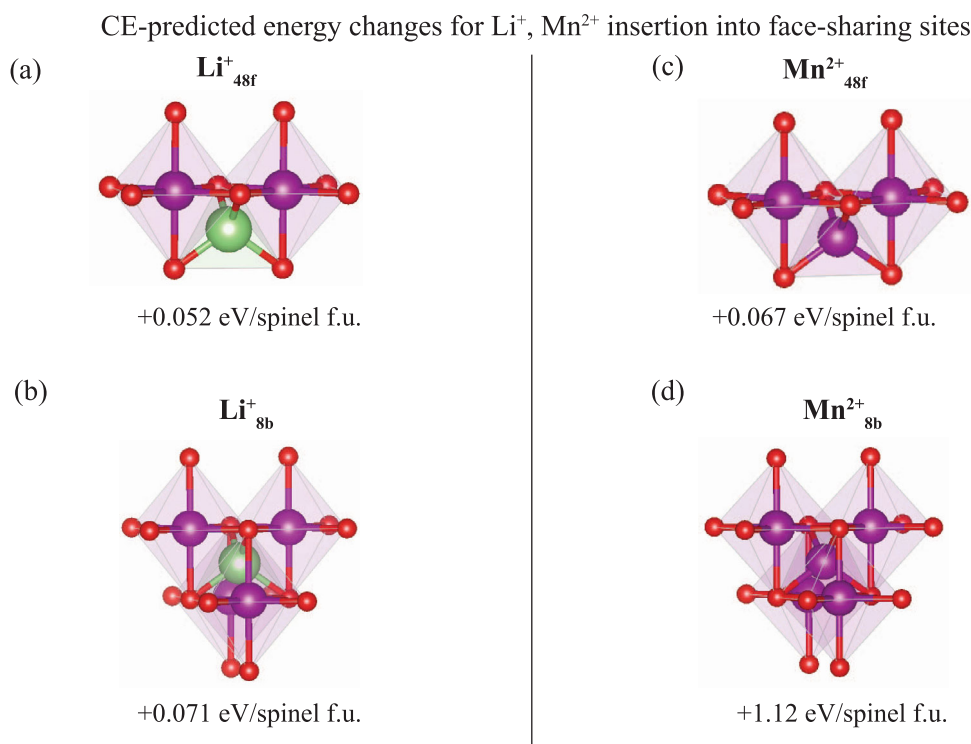 CE-predicted energy changes for Li⁺, Mn²⁺ insertion into face-sharing sites
(a)
Li⁺48f
+0.052 eV/spinel f.u.
(b)
Li⁺8b
+0.071 eV/spinel f.u.
(c)
Mn²⁺48f
+0.067 eV/spinel f.u.
(d)
Mn²⁺8b
+1.12 eV/spinel f.u.